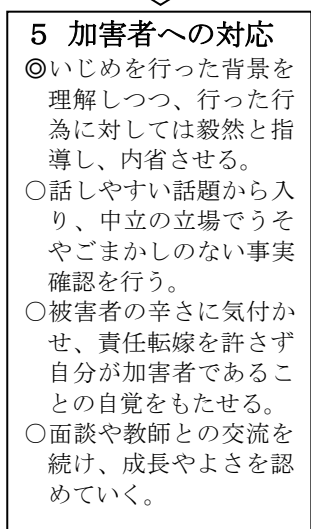 5 加害者への対応
◎いじめを行った背景を
理解しつつ、行った行
為に対しては毅然と指
導し、内省させる。
○話しやすい話題から入
り、中立の立場でうそ
やごまかしのない事実
確認を行う。
○被害者の辛さに気付か
せ、責任転嫁を許さず
自分が加害者であるこ
との自覚をもたせる。
○面談や教師との交流を
続け、成長やよさを認
めていく。